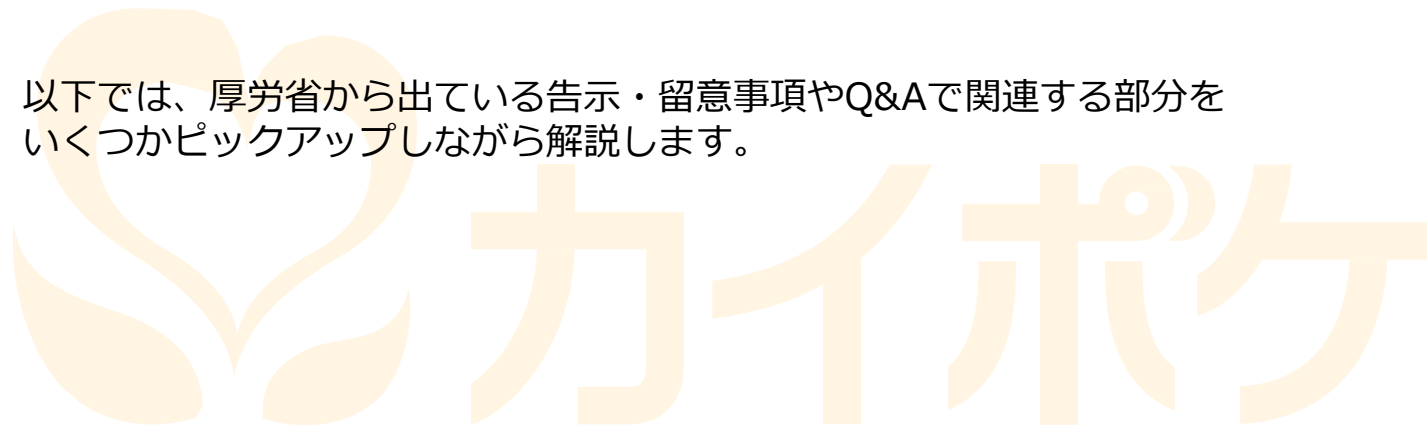 以下では、厚労省から出ている告示・留意事項やQ&Aで関連する部分を
いくつかピックアップしながら解説します。
カイポケ